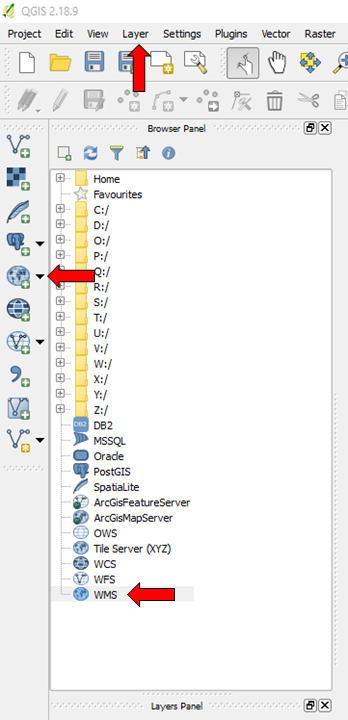 QGIS 2.18.9
Project Edit View Layer Settings Plugins Vector Raster
Browser Panel
Home
Favourites
C:/
D:/
O:/
P:/
Q:/
R:/
S:/
T:/
U:/
V:/
W:/
X:/
Y:/
Z:/
DB2 DB2
MSSQL
Oracle
PostGIS
SpatiaLite
ArcGisFeatureServer
ArcGisMapServer
OWS
Tile Server (XYZ)
WCS
WFS
WMS
Layers Panel